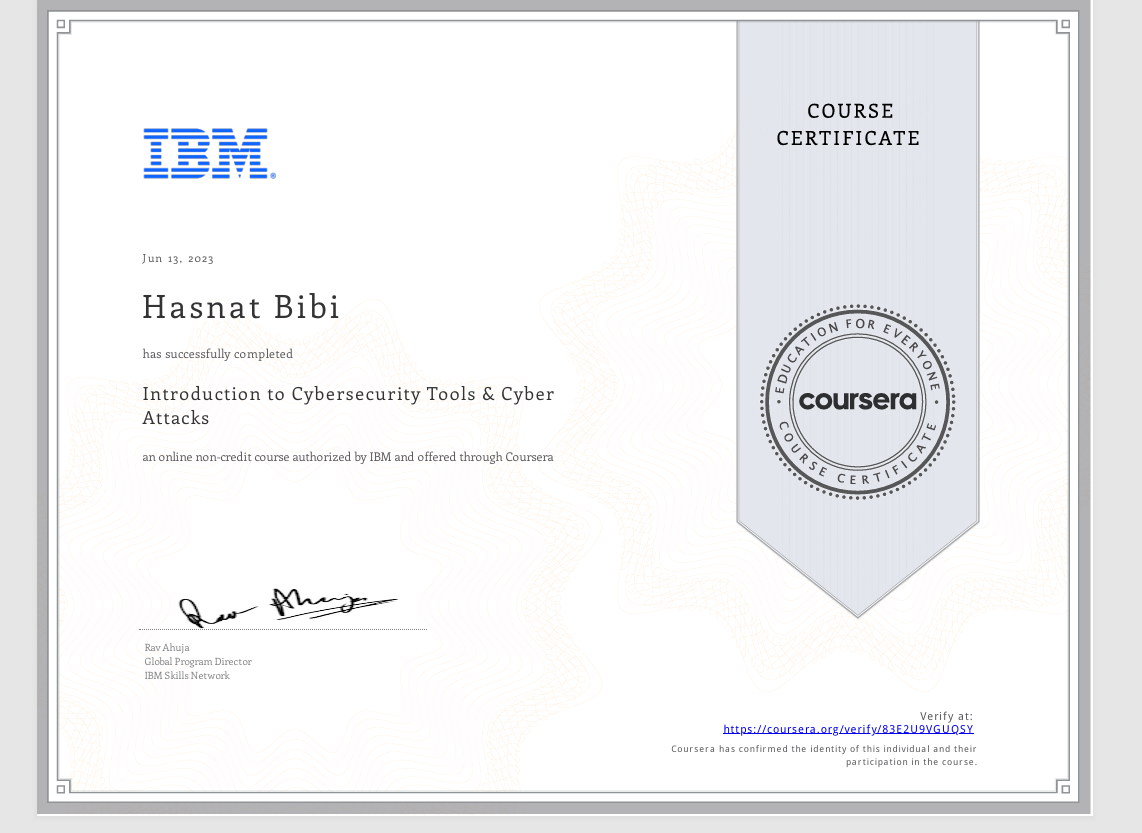 COURSE
CERTIFICATE
IBM®
Jun 13, 2023
Hasnat Bibi
has successfully completed
Introduction to Cybersecurity Tools & Cyber
Attacks
an online non-credit course authorized by IBM and offered through Coursera
EDUCATION FOR EVERYONE
coursera
COURSE CERTIFICATE
Rav Ahuja
Rav Ahuja
Global Program Director
IBM Skills Network
Verify at:
https://coursera.org/verify/83E2U9VGUQSY
Coursera has confirmed the identity of this individual and their
participation in the course.